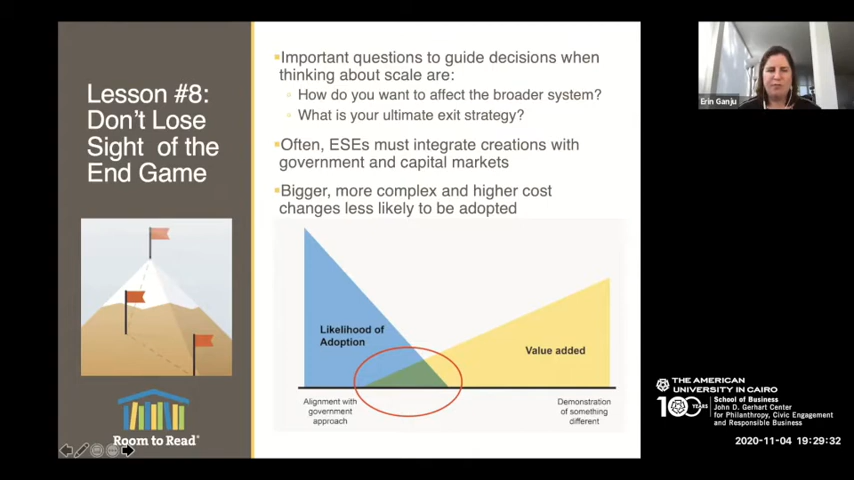 Lesson #8:
Don't Lose
Sight of the
End Game
Important questions to guide decisions when
thinking about scale are:
How do you want to affect the broader system?
What is your ultimate exit strategy?
Often, ESEs must integrate creations with
government and capital markets
Bigger, more complex and higher cost
changes less likely to be adopted
Likelihood of
Adoption
Value added
Alignment with
government
approach
Demonstration
of something
different
Room to Read®
Erin Ganju
THE AMERICAN
UNIVERSITY IN CAIRO
100 YEARS
School of Business
John D. Gerhart Center
for Philanthropy, Civic Engagement
and Responsible Business
2020-11-04 19:29:32